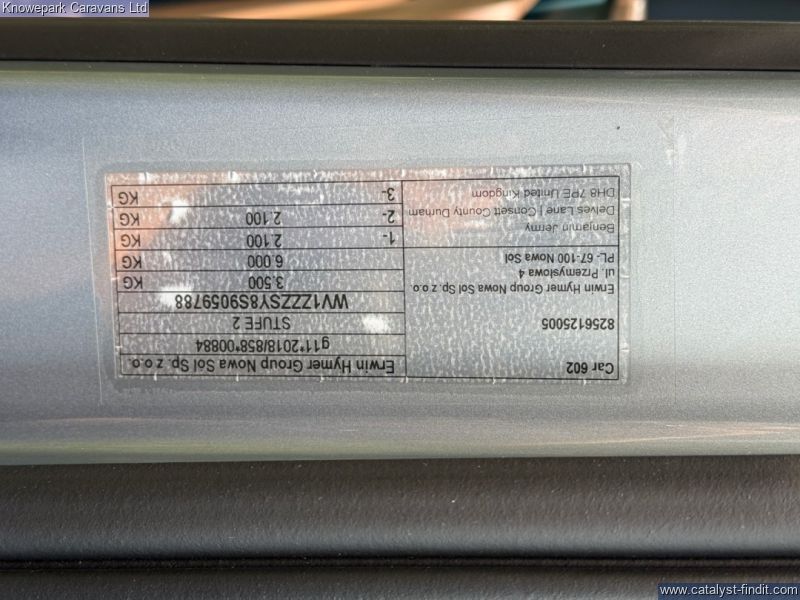 Knowepark Caravans Ltd
Car 602
8256125005
Erwin Hymer Group Nowa Sol Sp. z o.o
ul. Przemyslowa 4
PL- 67-100 Nowa Sol
Benjamin Jermy
Delves Lane | Consett County Durham
DH8 7PE United Kingdom
Erwin Hymer Group Nowa Sol Sp. z o.o.
g11*2018/858*00884
STUFE 2
WV1ZZZSY8S9059788
3.500 KG
6.000 KG
1- 2.100 KG
2- 2.100 KG
3- KG
www.catalyst-findit.com